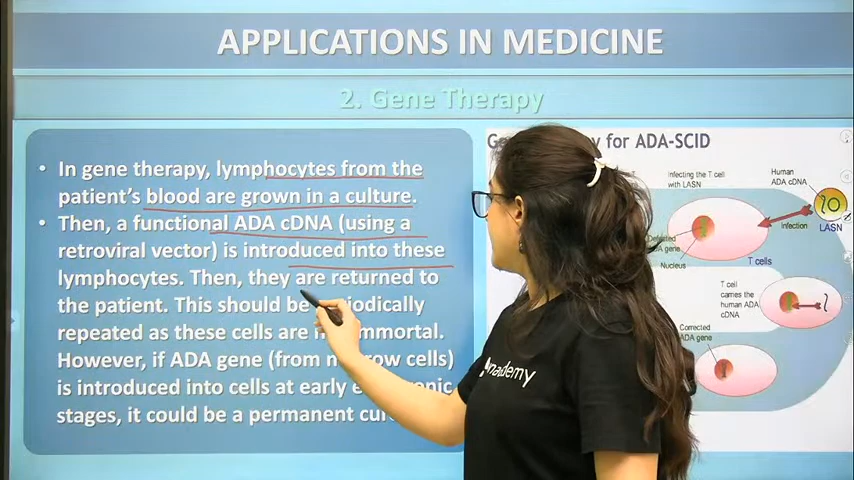 APPLICATIONS IN MEDICINE
2. Gene Therapy
• In gene therapy, lymphocytes from the
patient's blood are grown in a culture.
• Then, a functional ADA cDNA (using a
retroviral vector) is introduced into these
lymphocytes. Then, they are returned to
the patient. This should be
repeated as these cells are immortal.
However, if ADA gene (from cells)
is introduced into cells at early
stages, it could be a permanent
for ADA-SCID
Infecting the T cell
with LASN
Human
ADA cDNA
Infection
LASN
ADA gene
Nucleus
T cells
T cell
carries the
human ADA
cDNA
Corrected
ADA gene
unacademy